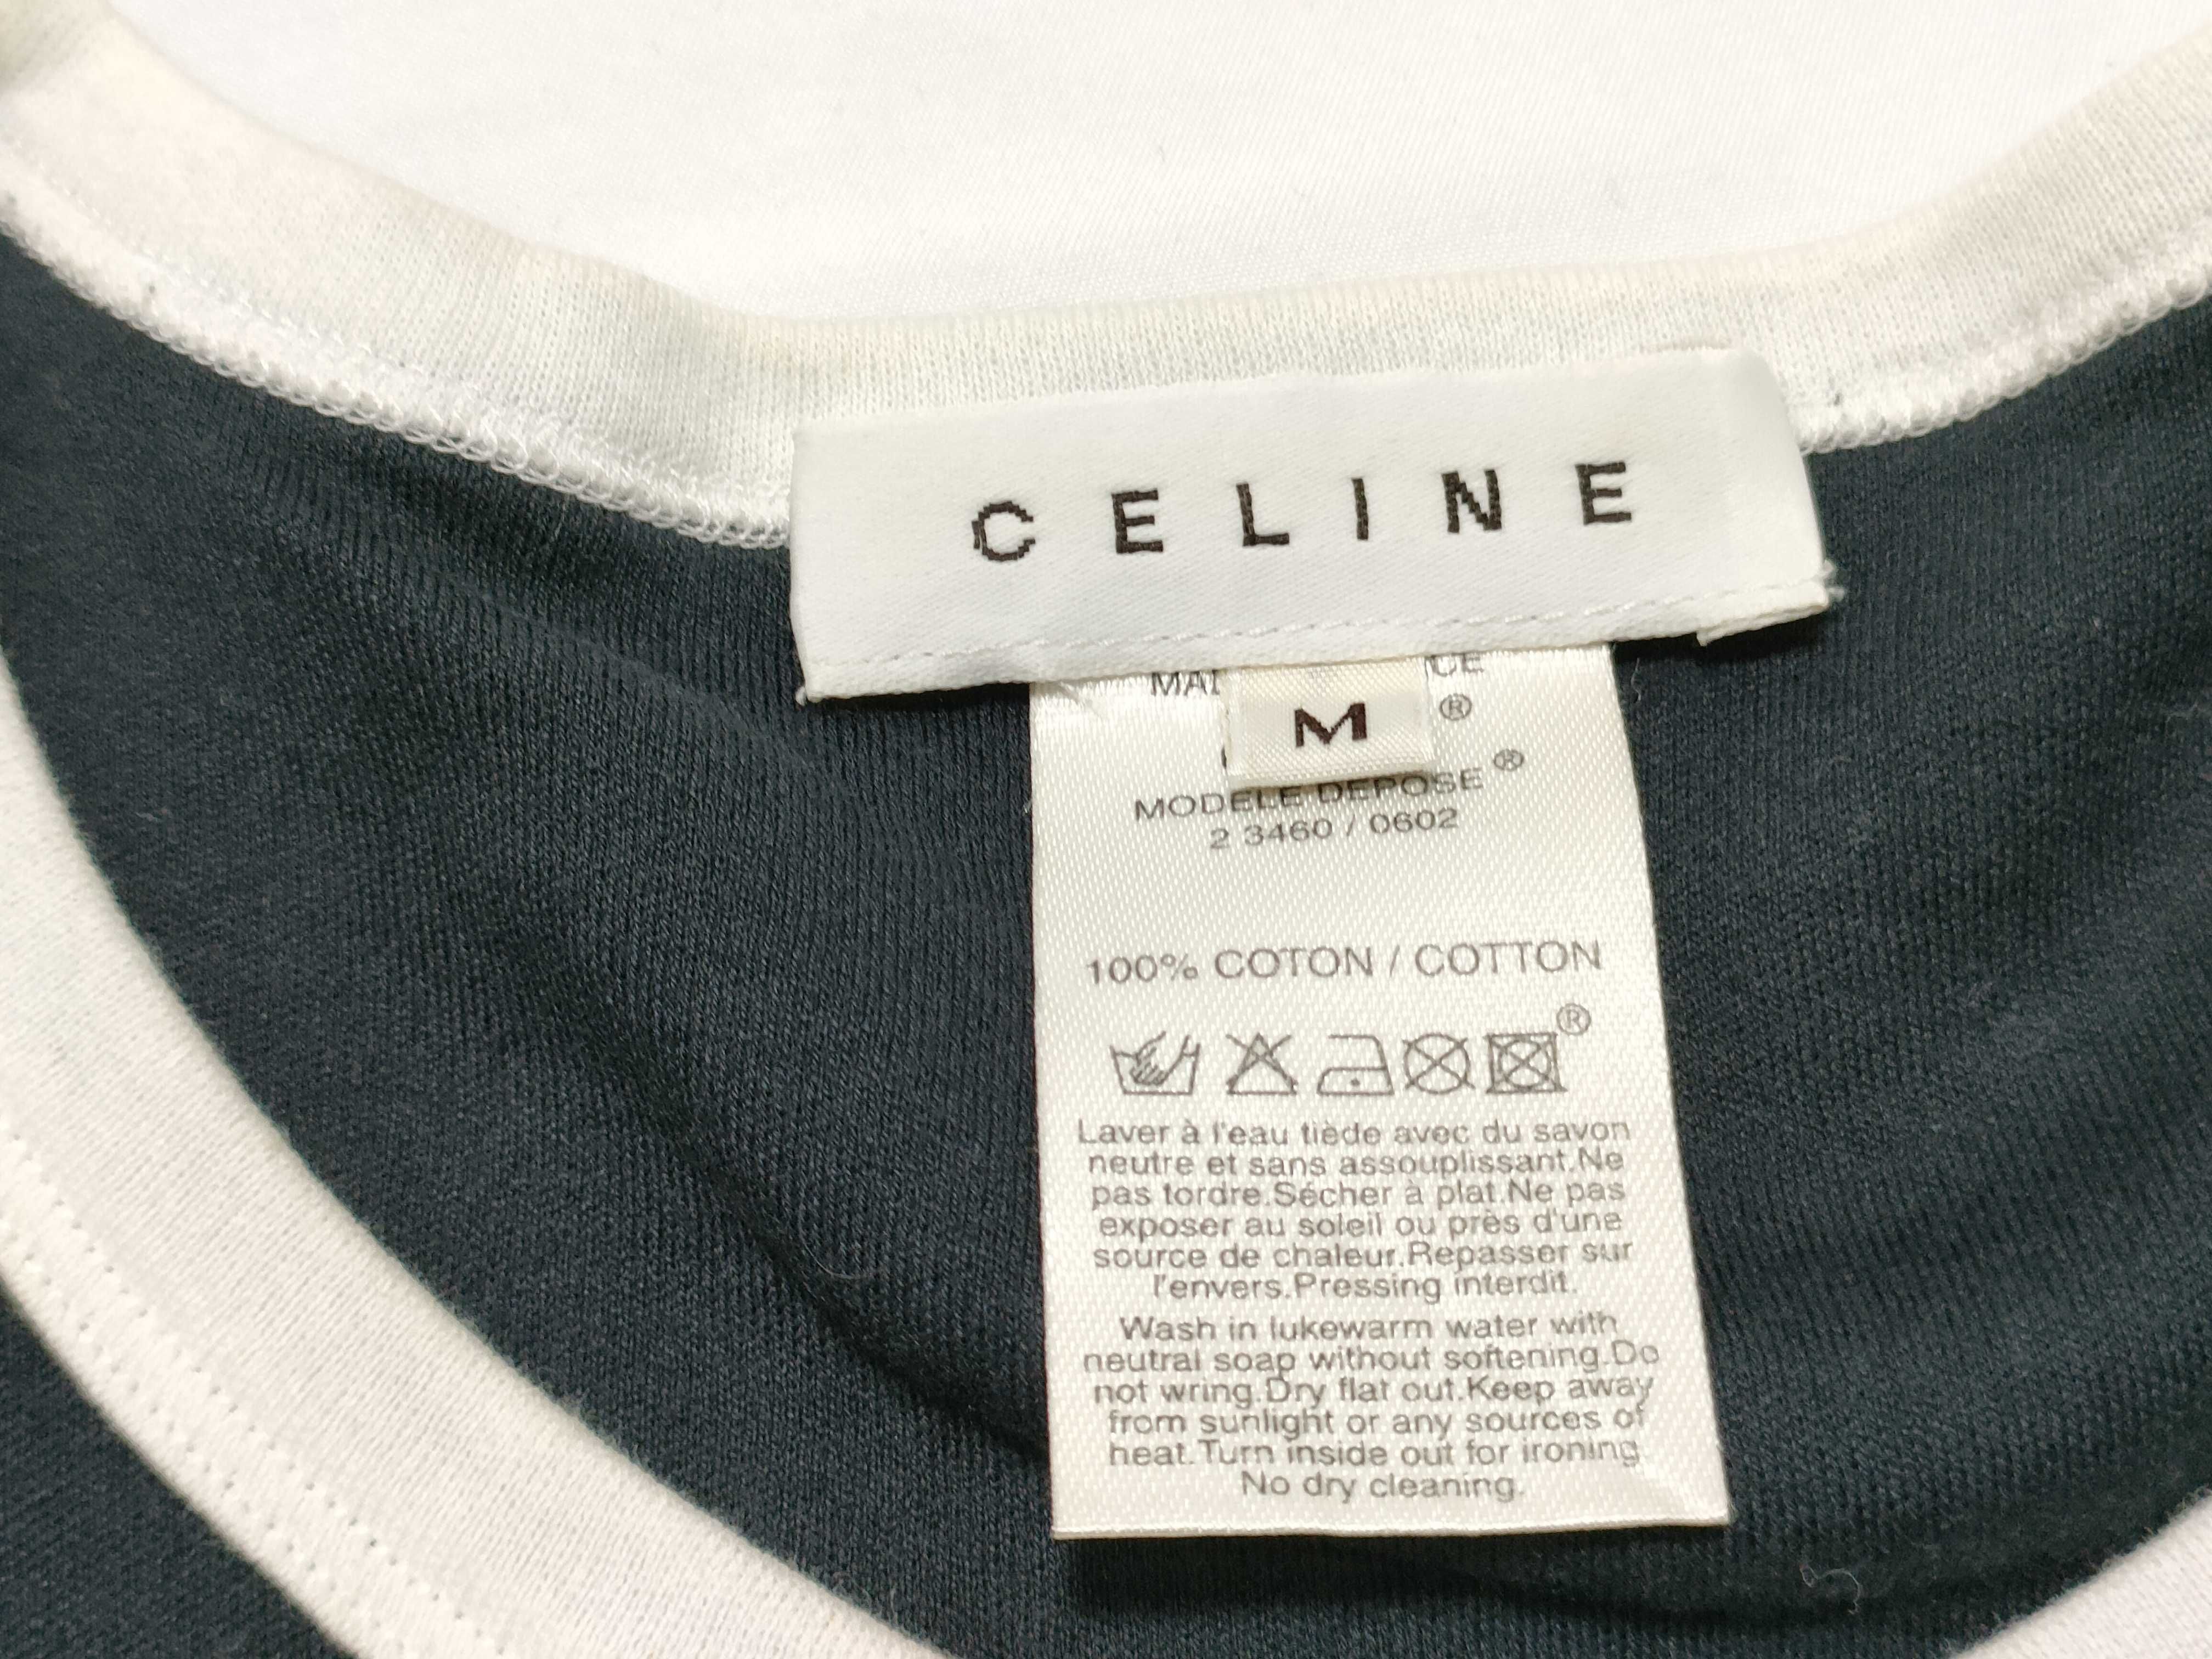 CELINE
M
®
MODELE DEPOSE ®
2 3460 / 0602
100% COTON / COTTON
®
Laver à l'eau tiède avec du savon
neutre et sans assouplissant.Ne
pas tordre.Sécher à plat.Ne pas
exposer au soleil ou près d'une
source de chaleur.Repasser sur
l'envers.Pressing interdit.
Wash in lukewarm water with
neutral soap without softening.Do
not wring.Dry flat out.Keep away
from sunlight or any sources of
heat.Turn inside out for ironing
No dry cleaning.